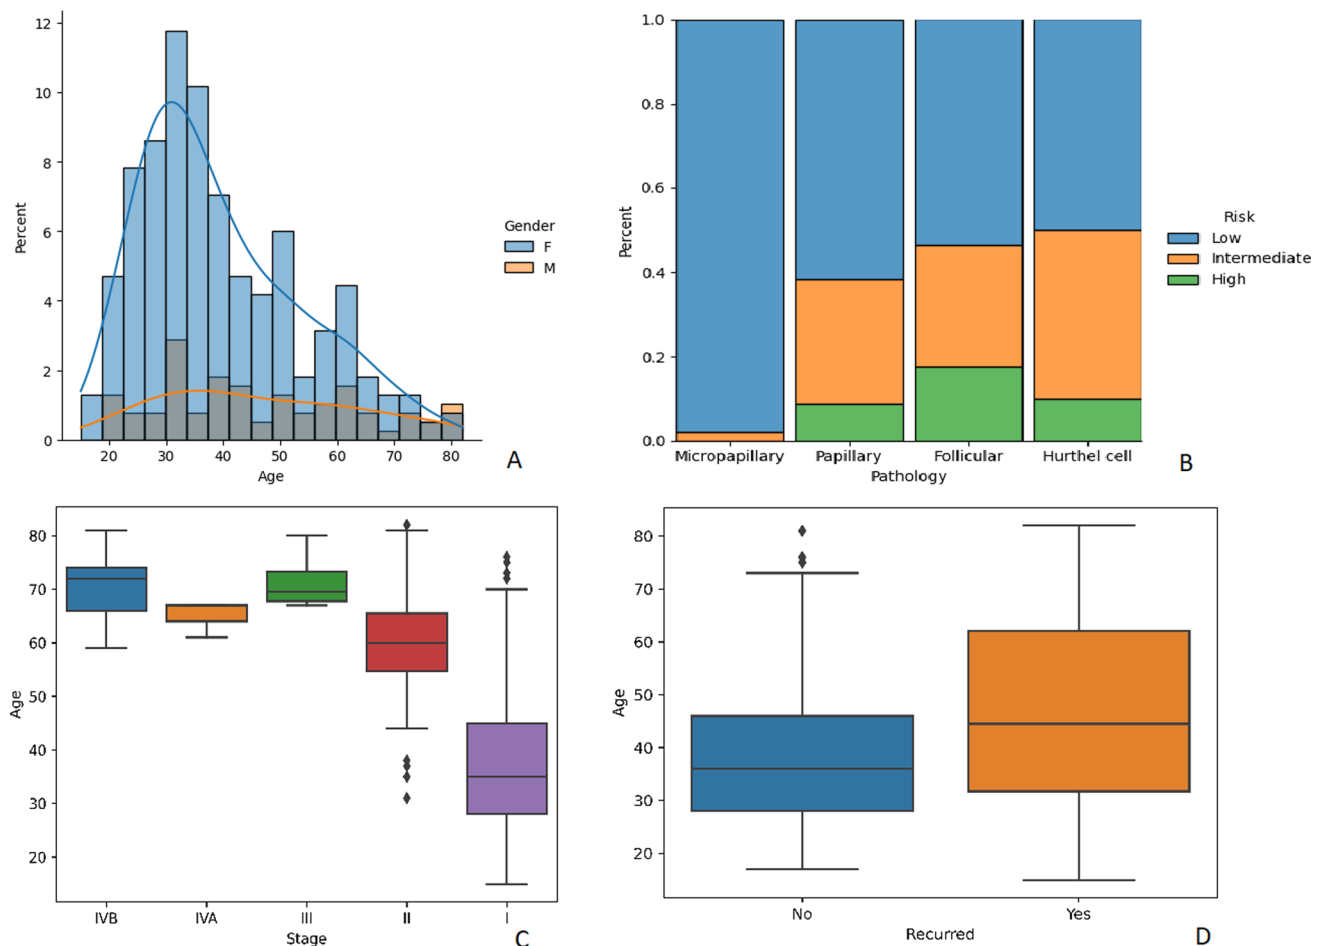 12
10
8
6
4
2
0
Percent
20 30 40 50 60 70 80
Age
Gender
F
M
A
1.0
0.8
0.6
0.4
0.2
0.0
Percent
Micropapillary Papillary Follicular Hurthel cell
Pathology
Risk
Low
Intermediate
High
B
80
70
60
50
40
30
20
Age
IVB IVA III II I
Stage
C
80
70
60
50
40
30
20
Age
No Yes
Recurred
D